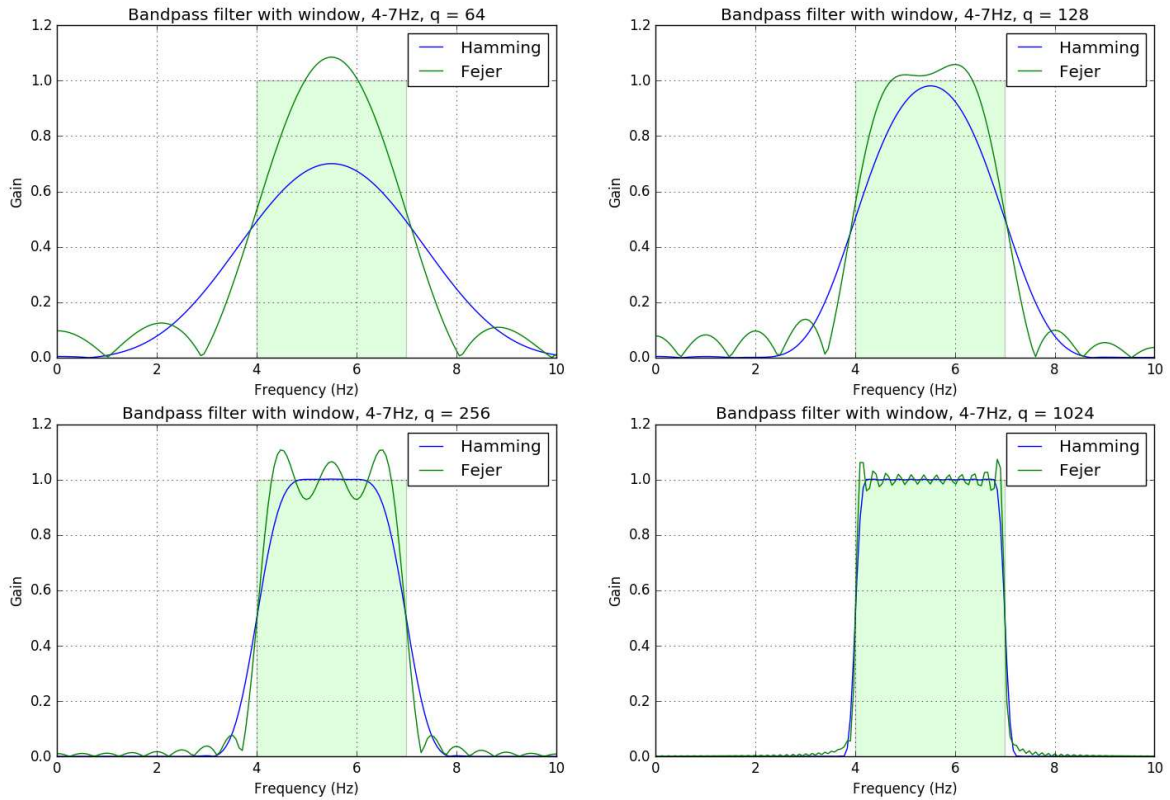 Bandpass filter with window, 4-7Hz, q = 64
1.2
1.0
0.8
0.6
0.4
0.2
0.0
Gain
0
2
4
6
8
10
Frequency (Hz)
Hamming
Fejer
Bandpass filter with window, 4-7Hz, q = 128
1.2
1.0
0.8
0.6
0.4
0.2
0.0
Gain
0
2
4
6
8
10
Frequency (Hz)
Hamming
Fejer
Bandpass filter with window, 4-7Hz, q = 256
1.2
1.0
0.8
0.6
0.4
0.2
0.0
Gain
0
2
4
6
8
10
Frequency (Hz)
Hamming
Fejer
Bandpass filter with window, 4-7Hz, q = 1024
1.2
1.0
0.8
0.6
0.4
0.2
0.0
Gain
0
2
4
6
8
10
Frequency (Hz)
Hamming
Fejer